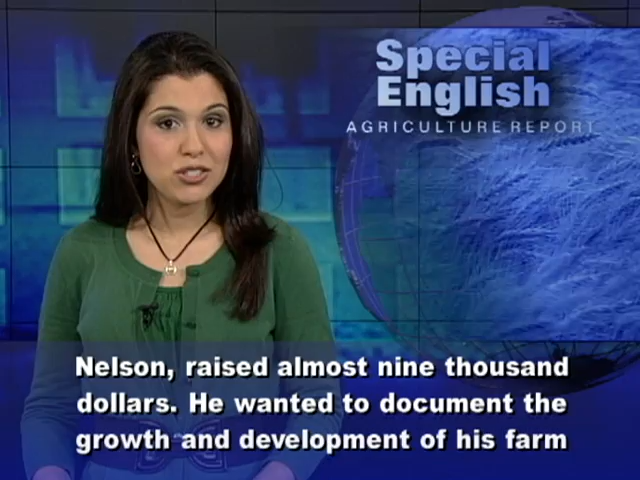 Special
English
AGRICULTURE REPORT
Nelson, raised almost nine thousand
dollars. He wanted to document the
growth and development of his farm